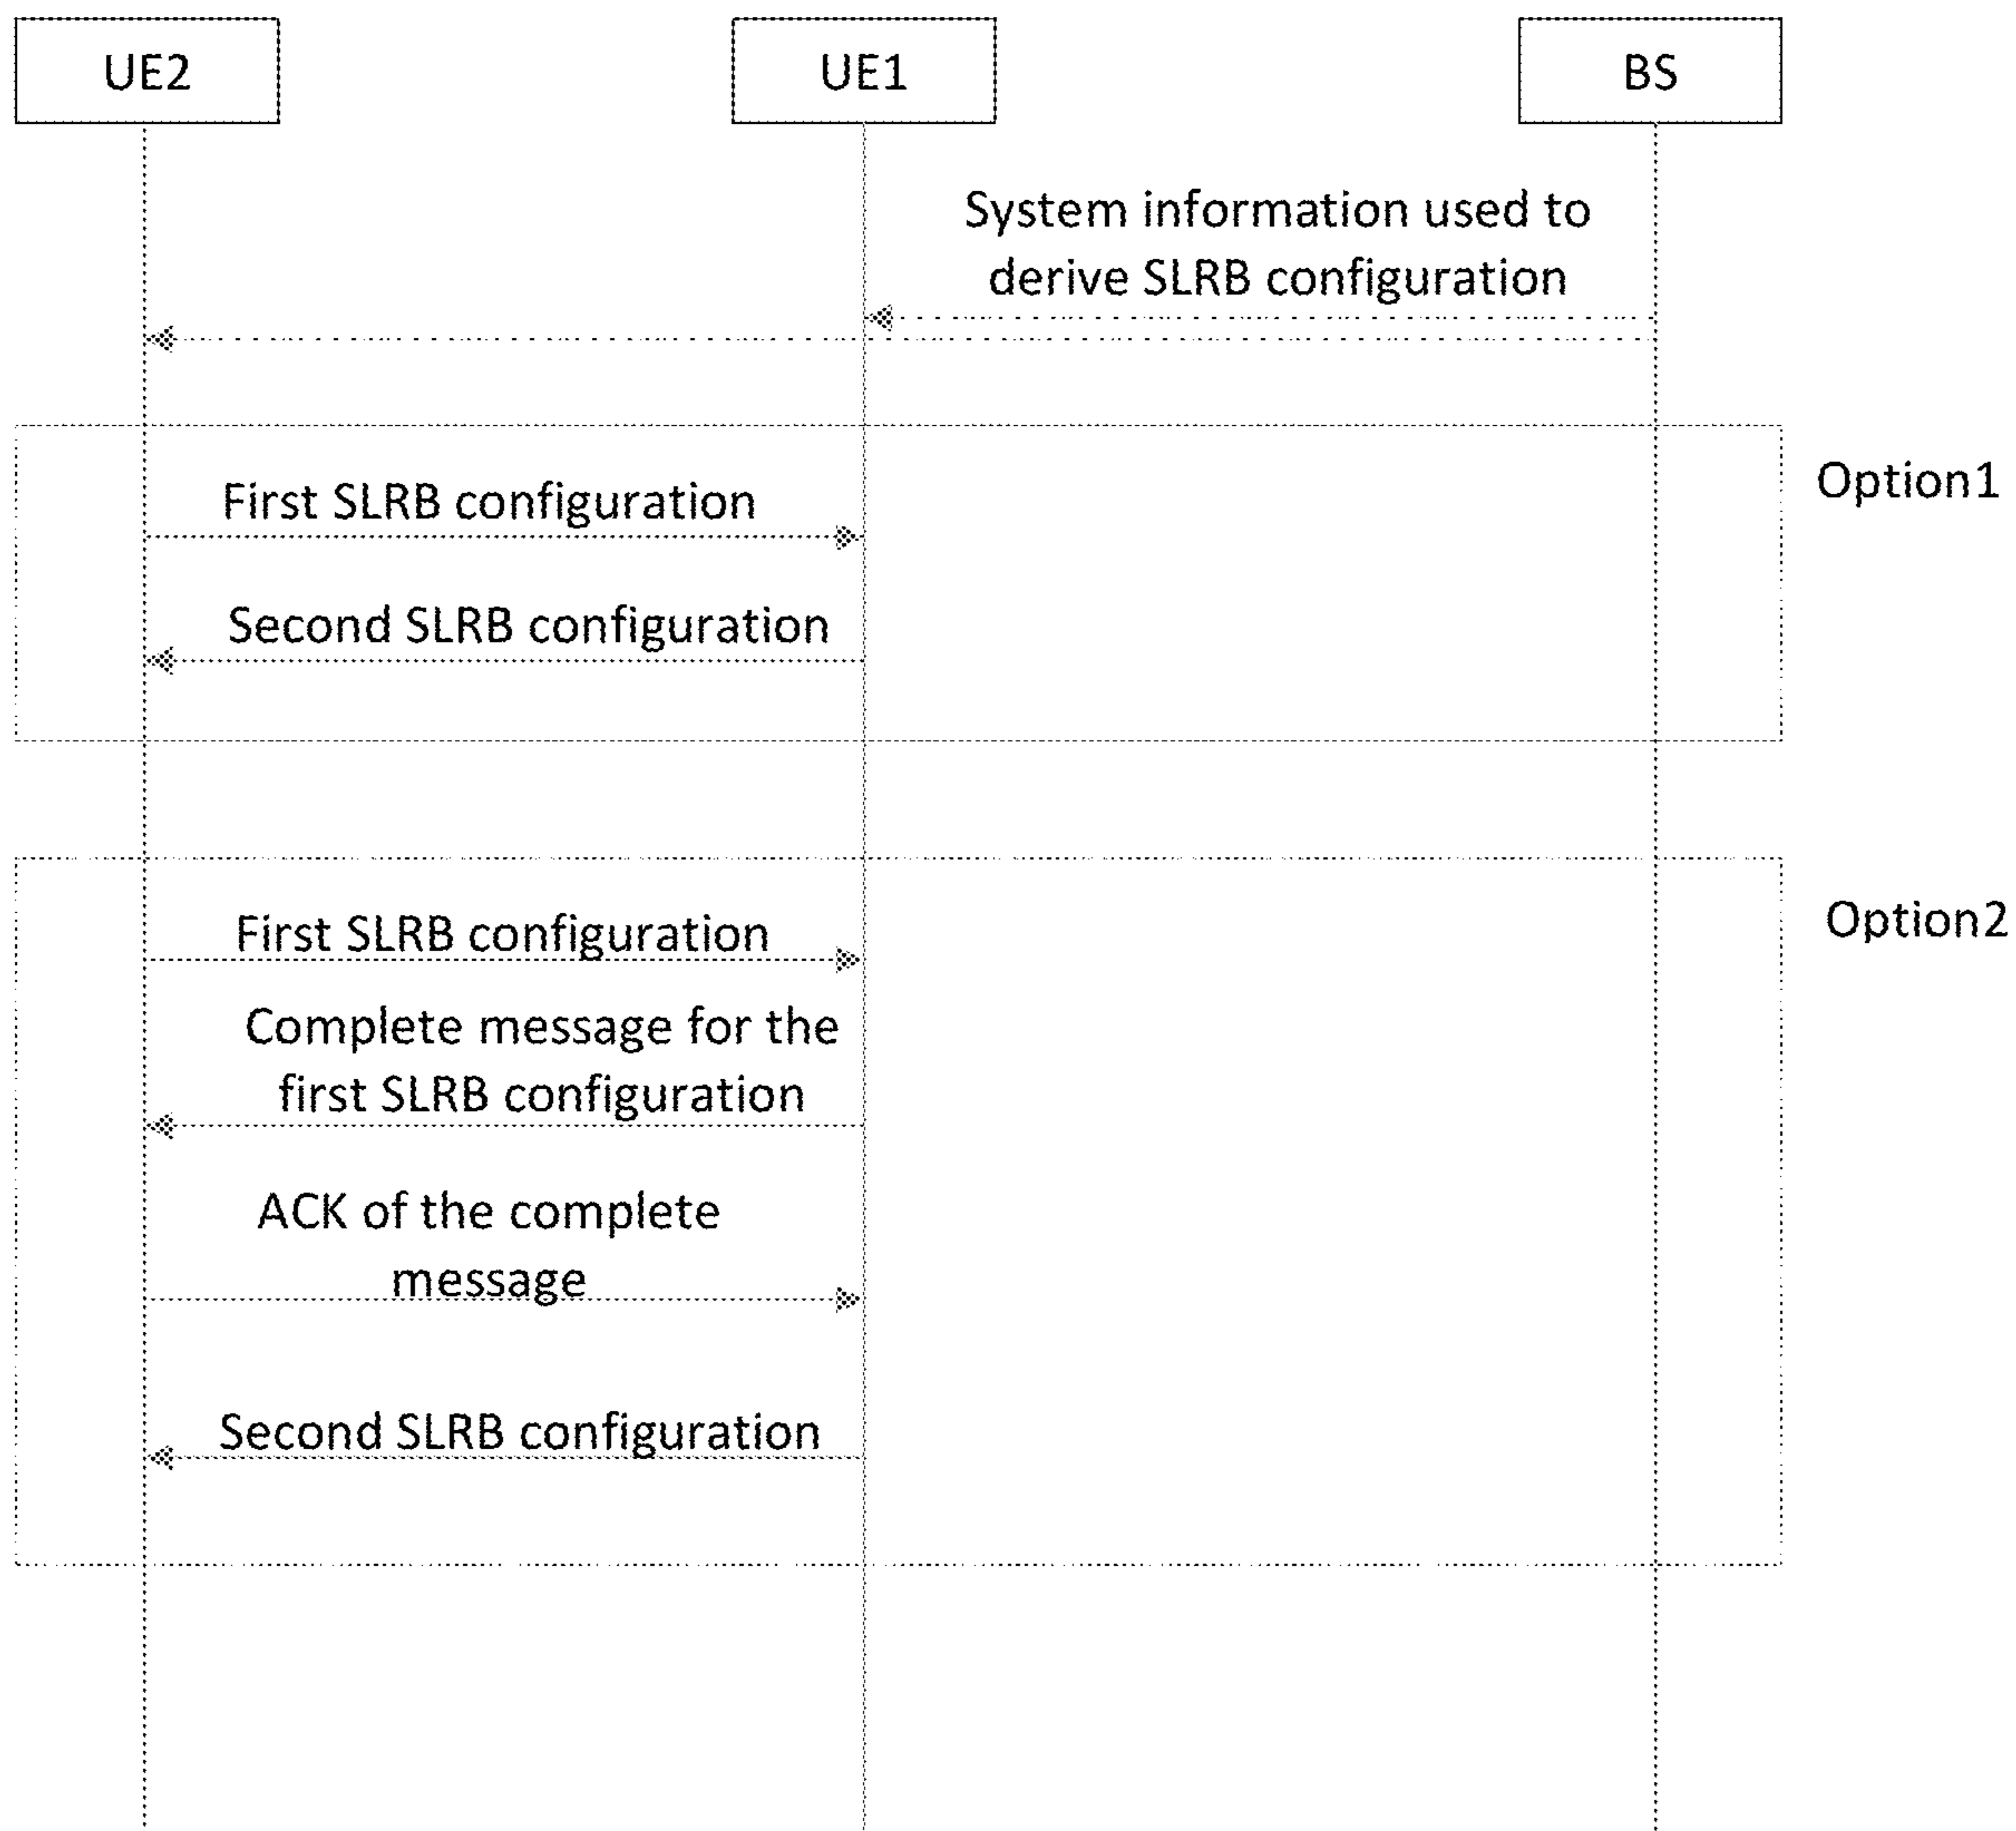 UE2
UE1
BS
System information used to
derive SLRB configuration
Option1
First SLRB configuration
Second SLRB configuration
Option2
First SLRB configuration
Complete message for the
first SLRB configuration
ACK of the complete
message
Second SLRB configuration